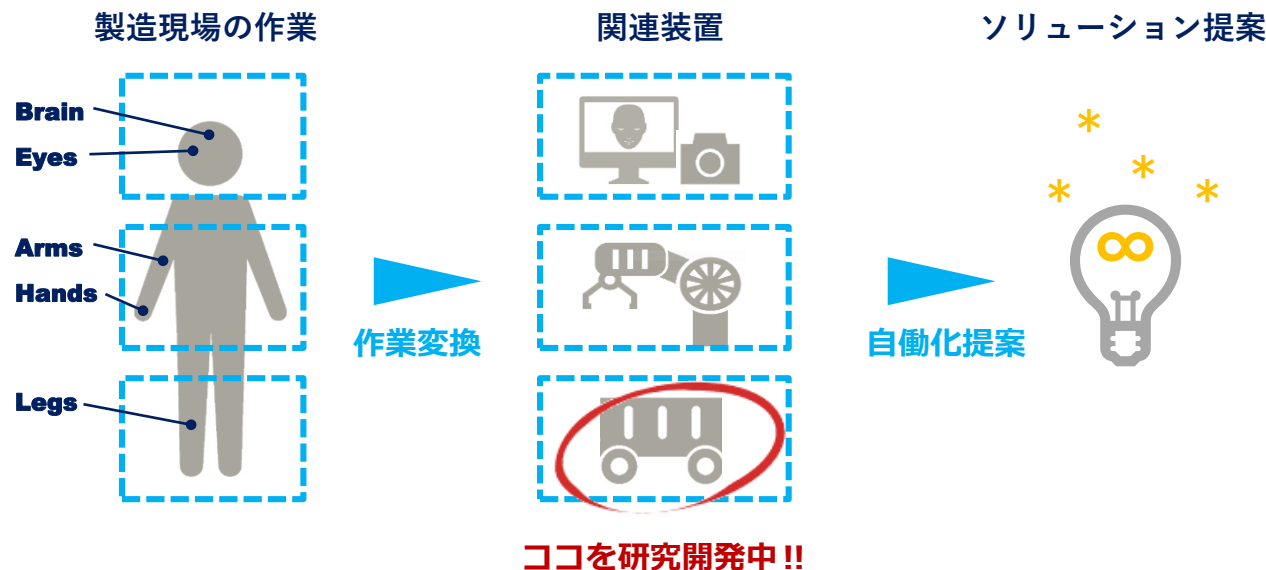 製造現場の作業
関連装置
ソリューション提案
Brain
Eyes
Arms
Hands
Legs
作業変換
自働化提案
ココを研究開発中!!